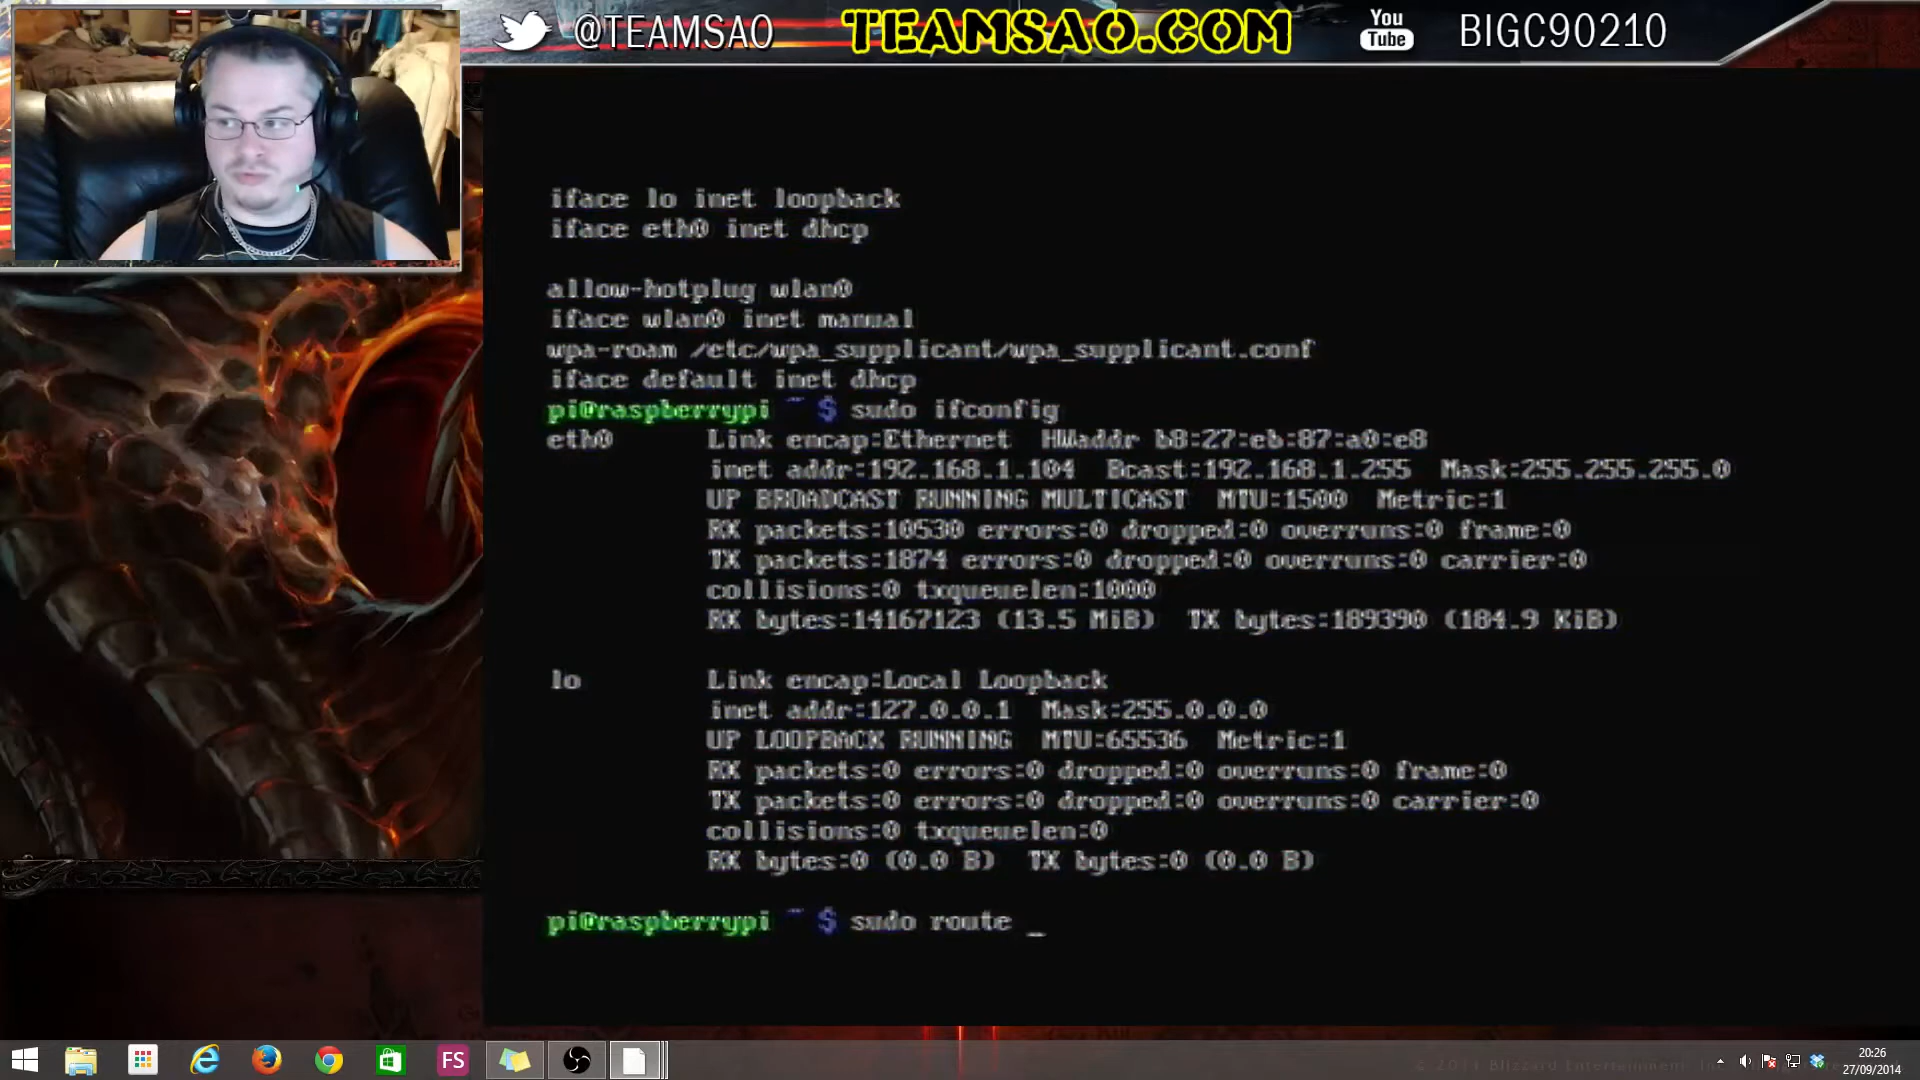 @TEAMSAO
TEAMSAO.COM
You
Tube
BIGC90210
iface lo inet loopback
iface eth0 inet dhcp
allow-hotplug wlan0
iface wlan0 inet manual
wpa-roam /etc/wpa_supplicant/wpa_supplicant.conf
iface default inet dhcp
pi@raspberrypi ~ $ sudo ifconfig
eth0 Link encap:Ethernet HWaddr b8:27:eb:87:a0:e8
inet addr:192.168.1.104 Bcast:192.168.1.255 Mask:255.255.255.0
UP BROADCAST RUNNING MULTICAST MTU:1500 Metric:1
RX packets:10530 errors:0 dropped:0 overruns:0 frame:0
TX packets:1874 errors:0 dropped:0 overruns:0 carrier:0
collisions:0 txqueuelen:1000
RX bytes:14167123 (13.5 MiB) TX bytes:189390 (184.9 KiB)
lo Link encap:Local Loopback
inet addr:127.0.0.1 Mask:255.0.0.0
UP LOOPBACK RUNNING MTU:65536 Metric:1
RX packets:0 errors:0 dropped:0 overruns:0 frame:0
TX packets:0 errors:0 dropped:0 overruns:0 carrier:0
collisions:0 txqueuelen:0
RX bytes:0 (0.0 B) TX bytes:0 (0.0 B)
pi@raspberrypi ~ $ sudo route _
FS
20:26
27/09/2014